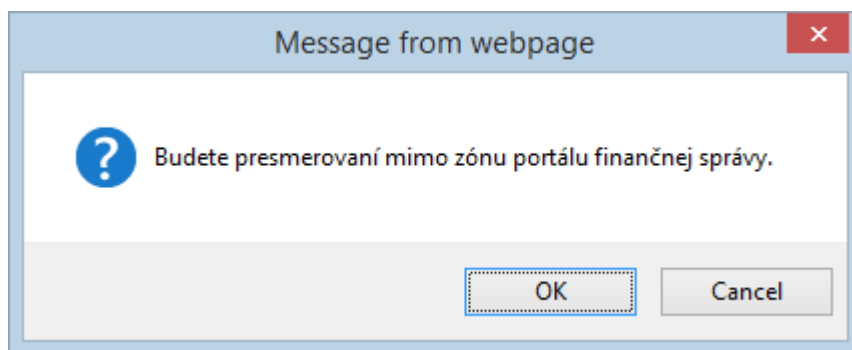 Message from webpage
Budete presmerovaní mimo zónu portálu finančnej správy.
OK
Cancel